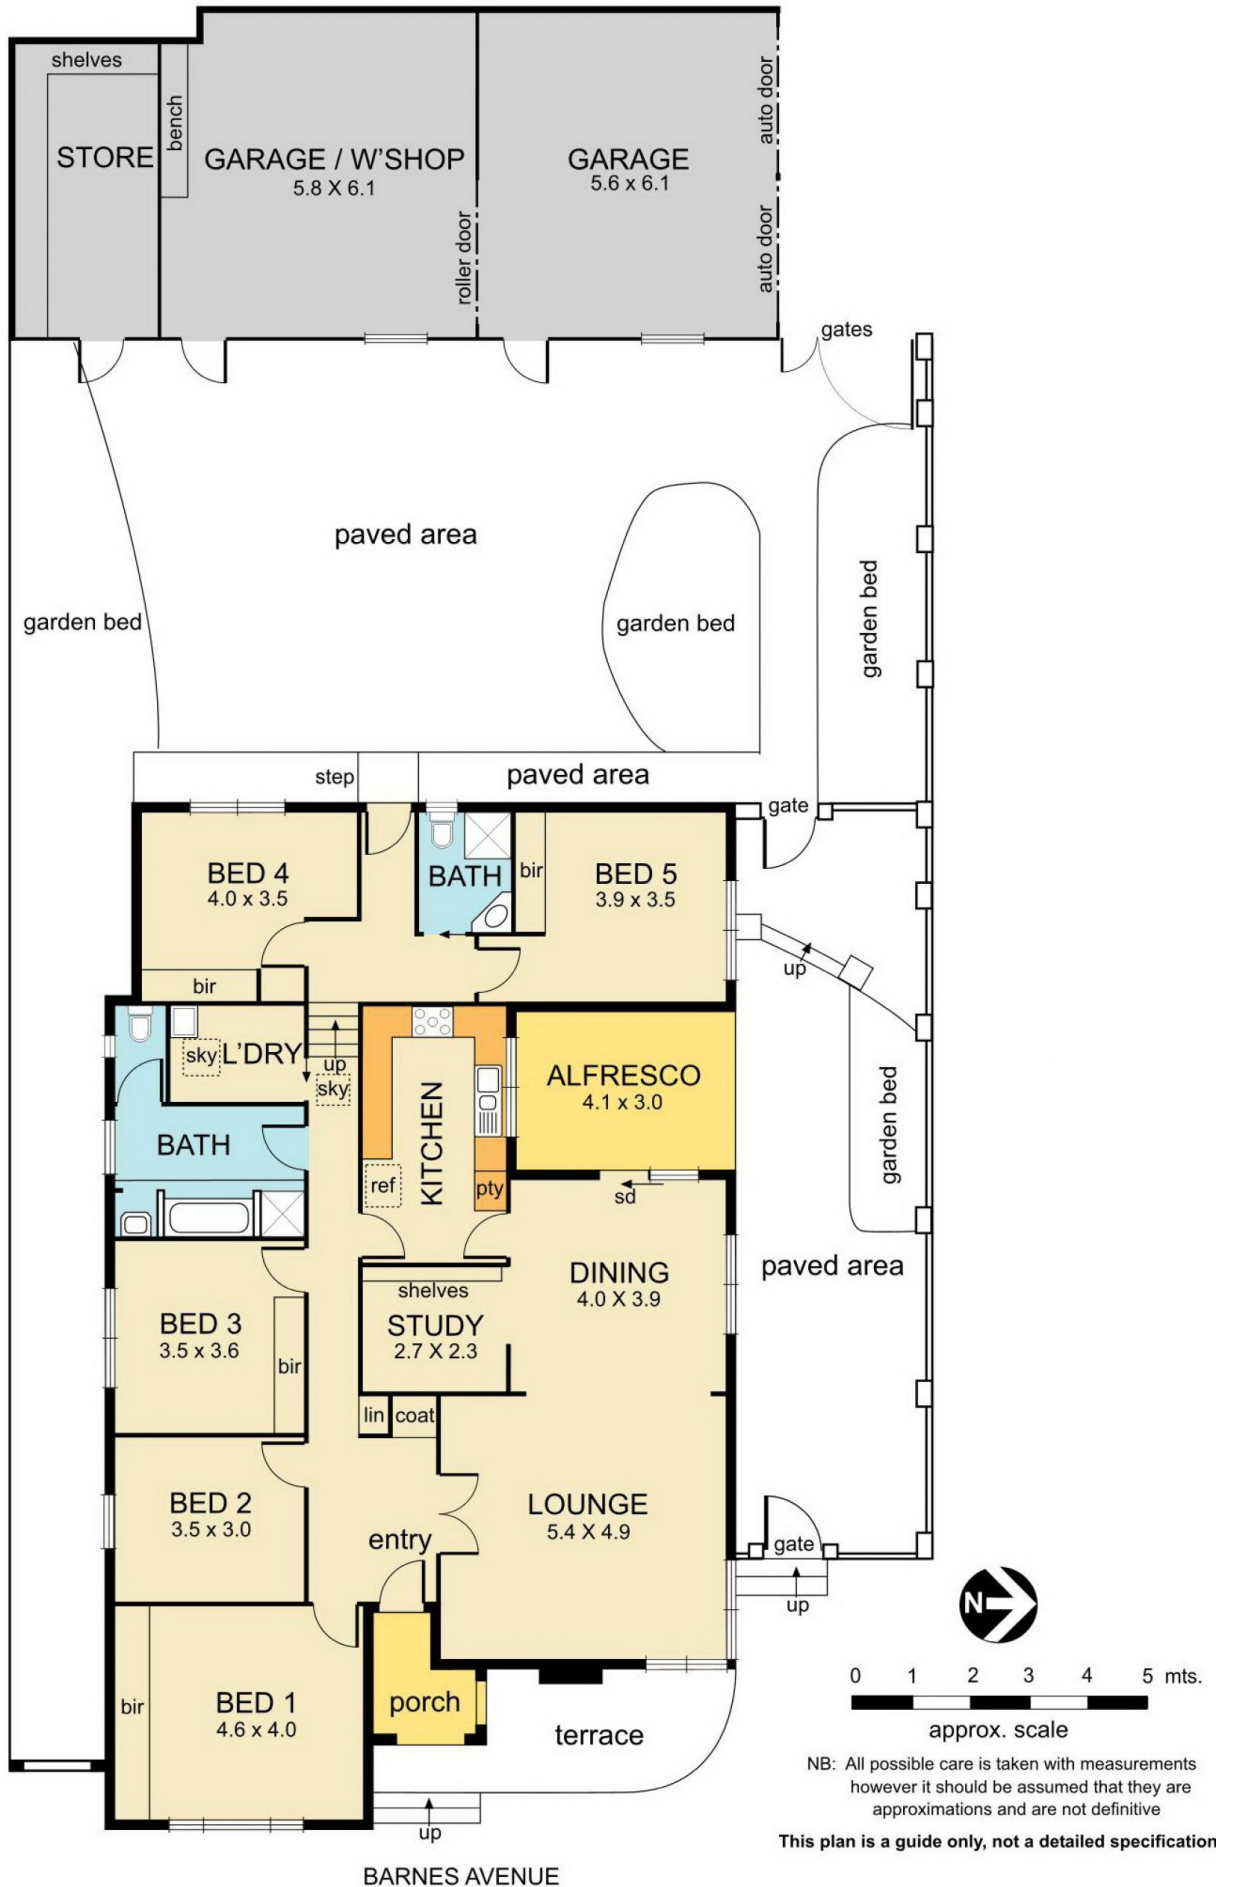 shelves
STORE
bench
GARAGE / W'SHOP
5.8 X 6.1
roller door
GARAGE
5.6 x 6.1
auto door
auto door
gates
paved area
garden bed
garden bed
garden bed
step
paved area
gate
BED 4
4.0 x 3.5
bir
BATH
bir
BED 5
3.9 x 3.5
up
sky
L'DRY
up
sky
KITCHEN
ref
pty
ALFRESCO
4.1 x 3.0
sd
garden bed
BATH
paved area
DINING
4.0 X 3.9
shelves
STUDY
2.7 X 2.3
BED 3
3.5 x 3.6
bir
lin
coat
BED 2
3.5 x 3.0
entry
LOUNGE
5.4 X 4.9
gate
up
N
BED 1
4.6 x 4.0
bir
porch
terrace
up
0 1 2 3 4 5 mts.
approx. scale
NB: All possible care is taken with measurements
however it should be assumed that they are
approximations and are not definitive
This plan is a guide only, not a detailed specification
BARNES AVENUE